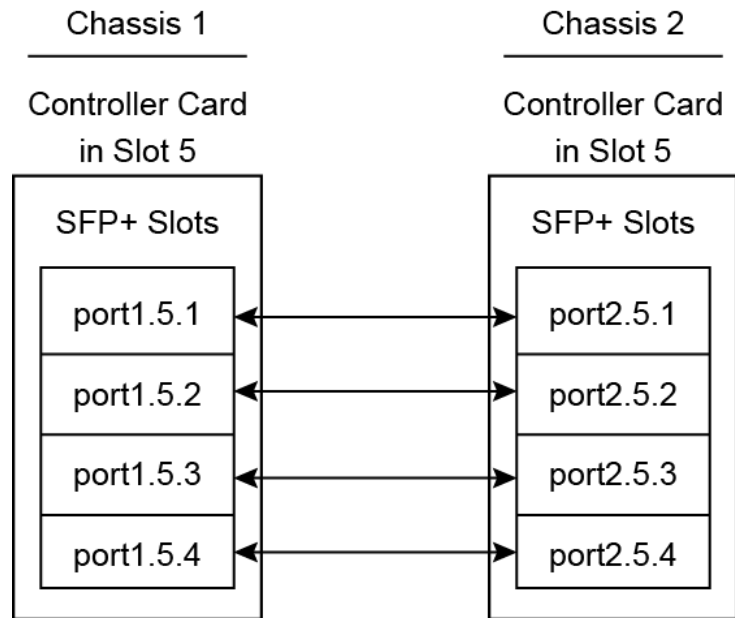 Chassis 1
Controller Card
in Slot 5
SFP+ Slots
port1.5.1
port1.5.2
port1.5.3
port1.5.4
Chassis 2
Controller Card
in Slot 5
SFP+ Slots
port2.5.1
port2.5.2
port2.5.3
port2.5.4